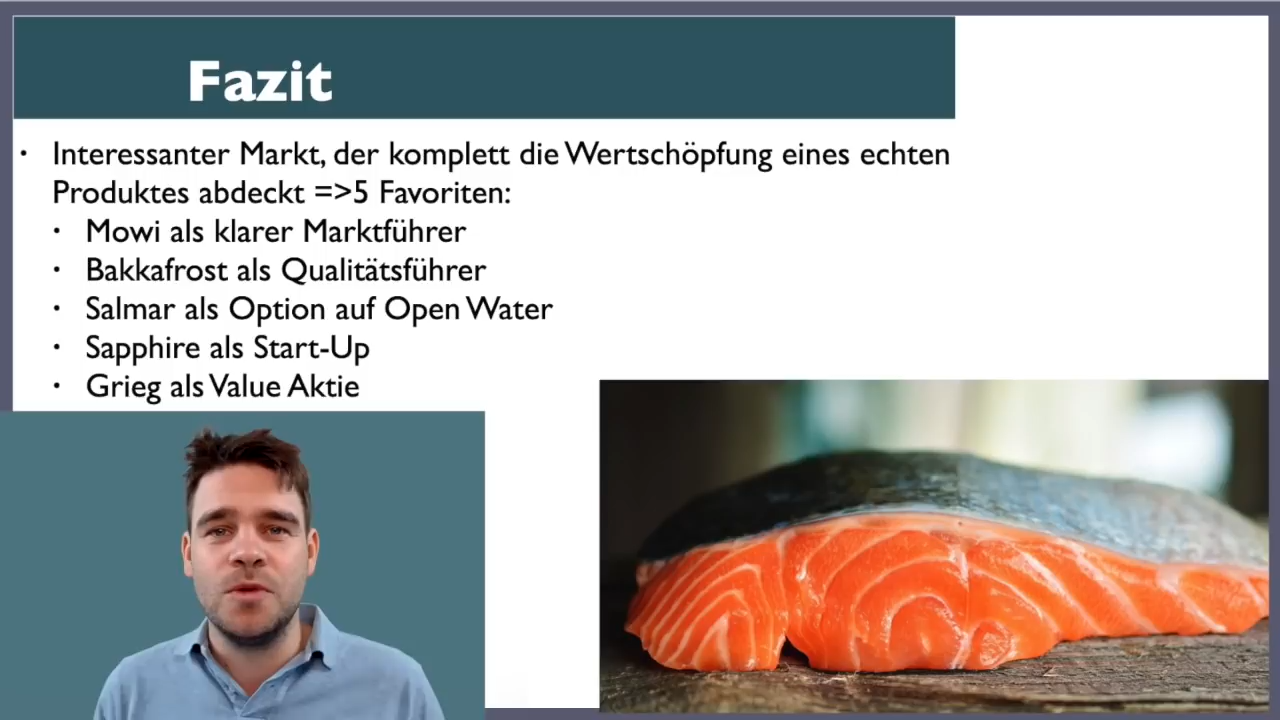 Fazit
• Interessanter Markt, der komplett die Wertschöpfung eines echten
Produktes abdeckt =>5 Favoriten:
• Mowi als klarer Marktführer
• Bakkafrost als Qualitätsführer
• Salmar als Option auf Open Water
• Sapphire als Start-Up
• Grieg als Value Aktie